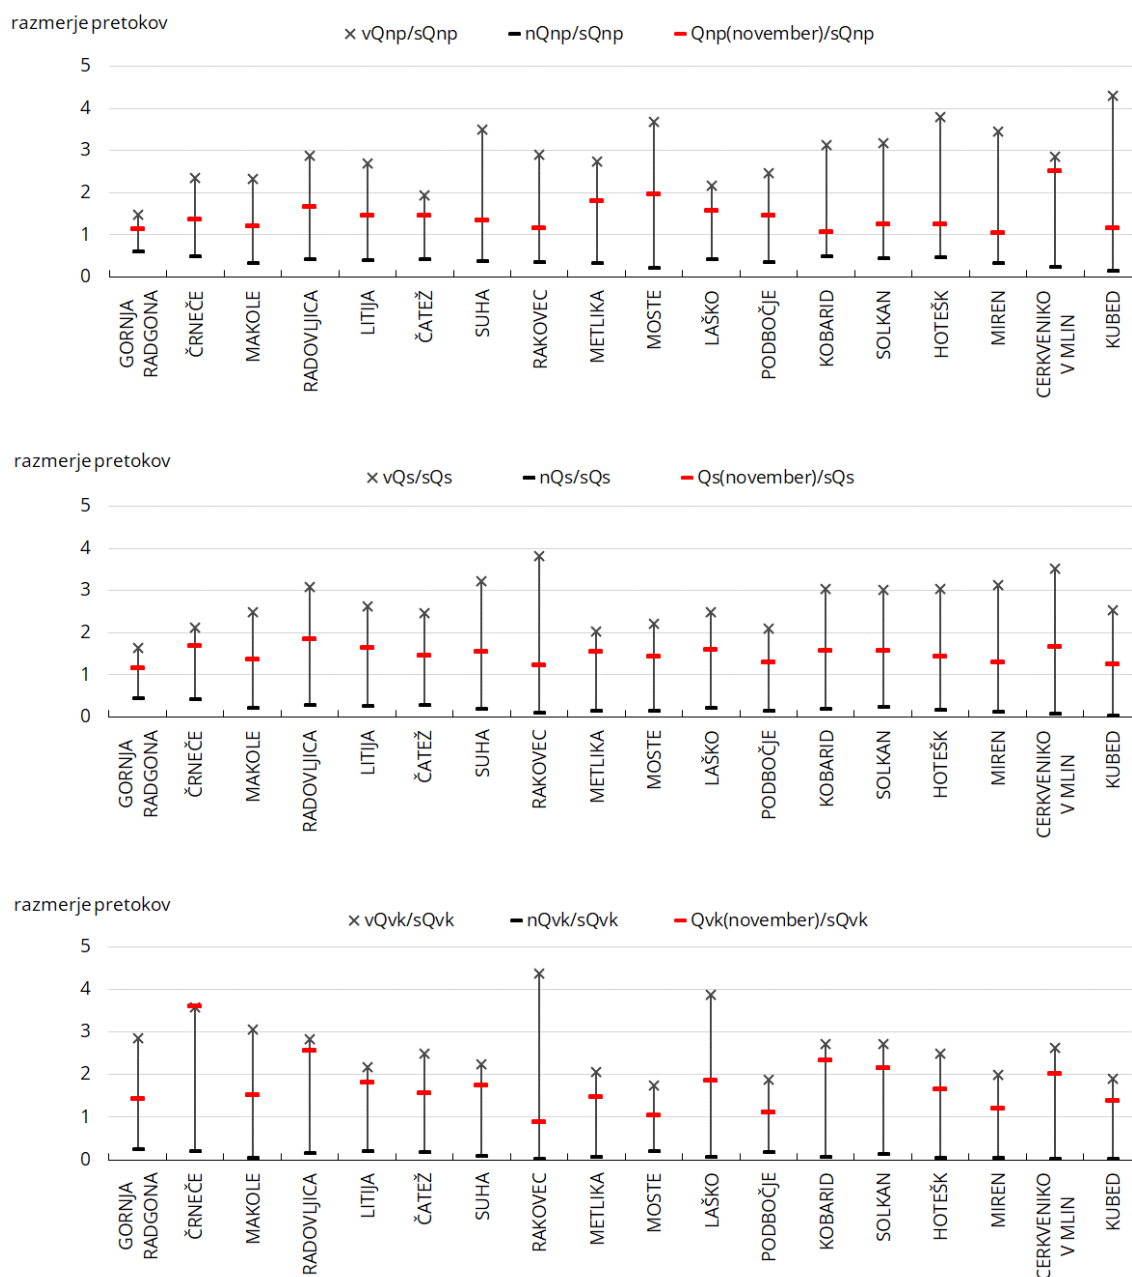 razmerje pretokov
vQnp/sQnp nQnp/sQnp Qnp(november)/sQnp
5
4
3
2
1
0
GORNJA RADGONA
ČRNEČE
MAKOLE
RADOVLJICA
LITIJA
ČATEŽ
SUHA
RAKOVEC
METLIKA
MOSTE
LAŠKO
PODBOČJE
KOBARID
SOLKAN
HOTEŠK
MIREN
CERKVENIKO V MLIN
KUBED
razmerje pretokov
vQs/sQs nQs/sQs Qs(november)/sQs
5
4
3
2
1
0
GORNJA RADGONA
ČRNEČE
MAKOLE
RADOVLJICA
LITIJA
ČATEŽ
SUHA
RAKOVEC
METLIKA
MOSTE
LAŠKO
PODBOČJE
KOBARID
SOLKAN
HOTEŠK
MIREN
CERKVENIKO V MLIN
KUBED
razmerje pretokov
vQvk/sQvk nQvk/sQvk Qvk(november)/sQvk
5
4
3
2
1
0
GORNJA RADGONA
ČRNEČE
MAKOLE
RADOVLJICA
LITIJA
ČATEŽ
SUHA
RAKOVEC
METLIKA
MOSTE
LAŠKO
PODBOČJE
KOBARID
SOLKAN
HOTEŠK
MIREN
CERKVENIKO V MLIN
KUBED